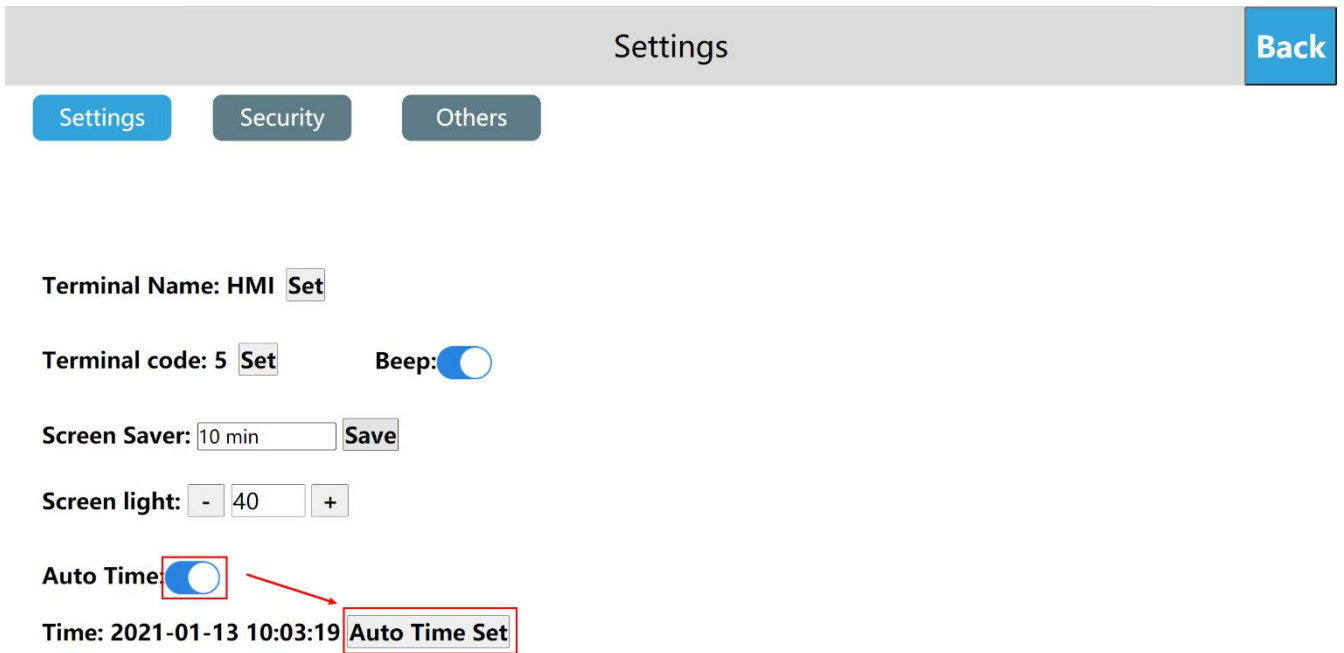 Settings Back
Settings Security Others
Terminal Name: HMI Set
Terminal code: 5 Set Beep:
Screen Saver: 10 min Save
Screen light: - 40 +
Auto Time:
Time: 2021-01-13 10:03:19 Auto Time Set